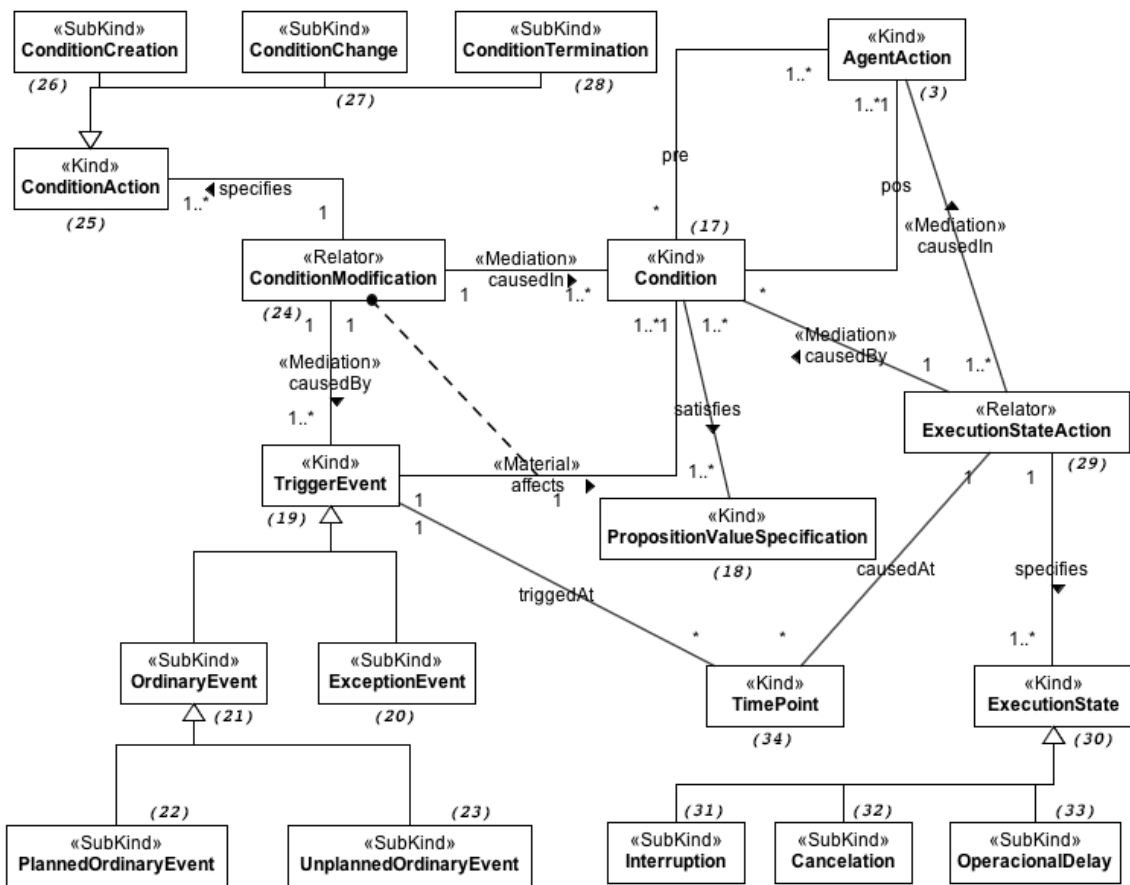 «SubKind»
ConditionCreation
(26)
«SubKind»
ConditionChange
(27)
«SubKind»
ConditionTermination
(28)
«Kind»
AgentAction
(3)
1..*
1..*1
«Kind»
ConditionAction
(25)
specifies
1..*
1
pre
pos
*
(17)
«Mediation»
causedIn
«Relator»
ConditionModification
(24)
«Mediation»
causedIn
1
1..*
«Kind»
Condition
*
1
1
1..*1
1..*
«Mediation»
causedBy
1
1..*
«Mediation»
causedBy
1..*
satisfies
«Relator»
ExecutionStateAction
(29)
«Kind»
TriggerEvent
(19)
«Material»
affects
1
1
1
1..*
1
1
«Kind»
PropositionValueSpecification
(18)
triggedAt
causedAt
specifies
*
*
1..*
«SubKind»
OrdinaryEvent
(21)
«SubKind»
ExceptionEvent
(20)
«Kind»
TimePoint
(34)
«Kind»
ExecutionState
(30)
(22)
«SubKind»
PlannedOrdinaryEvent
(23)
«SubKind»
UnplannedOrdinaryEvent
(31)
«SubKind»
Interruption
(32)
«SubKind»
Cancelation
(33)
«SubKind»
OperacionalDelay